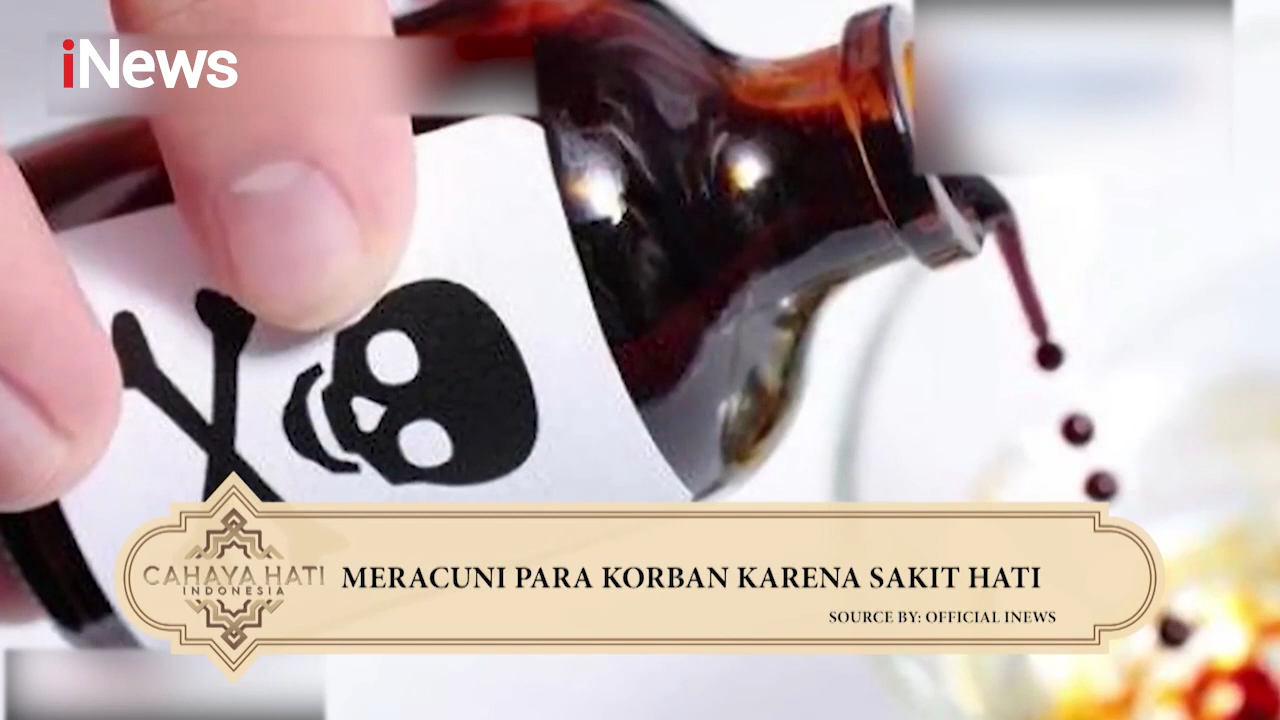 iNews
CAHAYA HATI
INDONESIA
MERACUNI PARA KORBAN KARENA SAKIT HATI
SOURCE BY: OFFICIAL INEWS